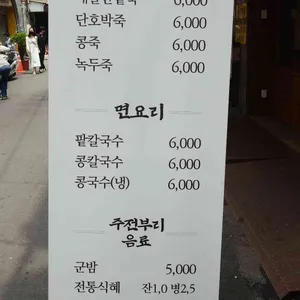 6,000
단호박죽 6,000
콩죽 6,000
녹두죽 6,000
면요리
팥칼국수 6,000
콩칼국수 6,000
콩국수(냉) 6,000
주전부리
음료
군밤 5,000
전통식혜 잔1,0 병2,5